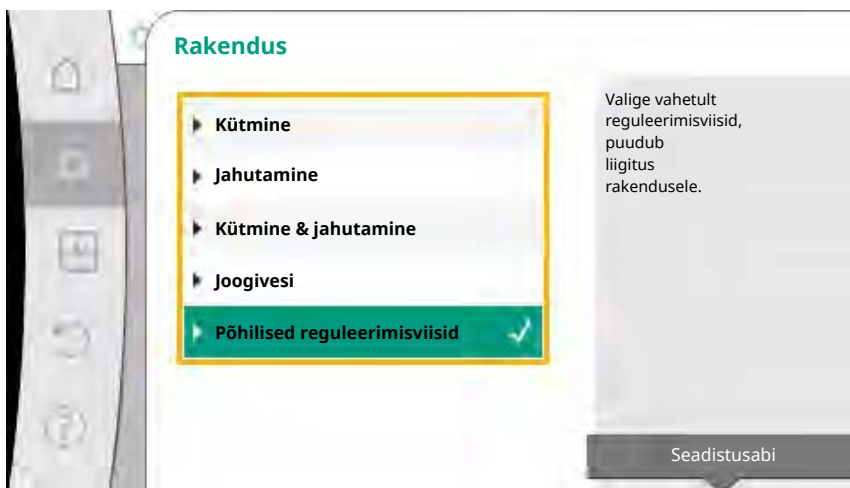 Rakendus
Kütmine
Jahutamine
Kütmine & jahutamine
Joogivesi
Põhilised reguleerimisviisid
Valige vahetult
reguleerimisviisid,
puudub
liigitus
rakendusele.
Seadistusabi